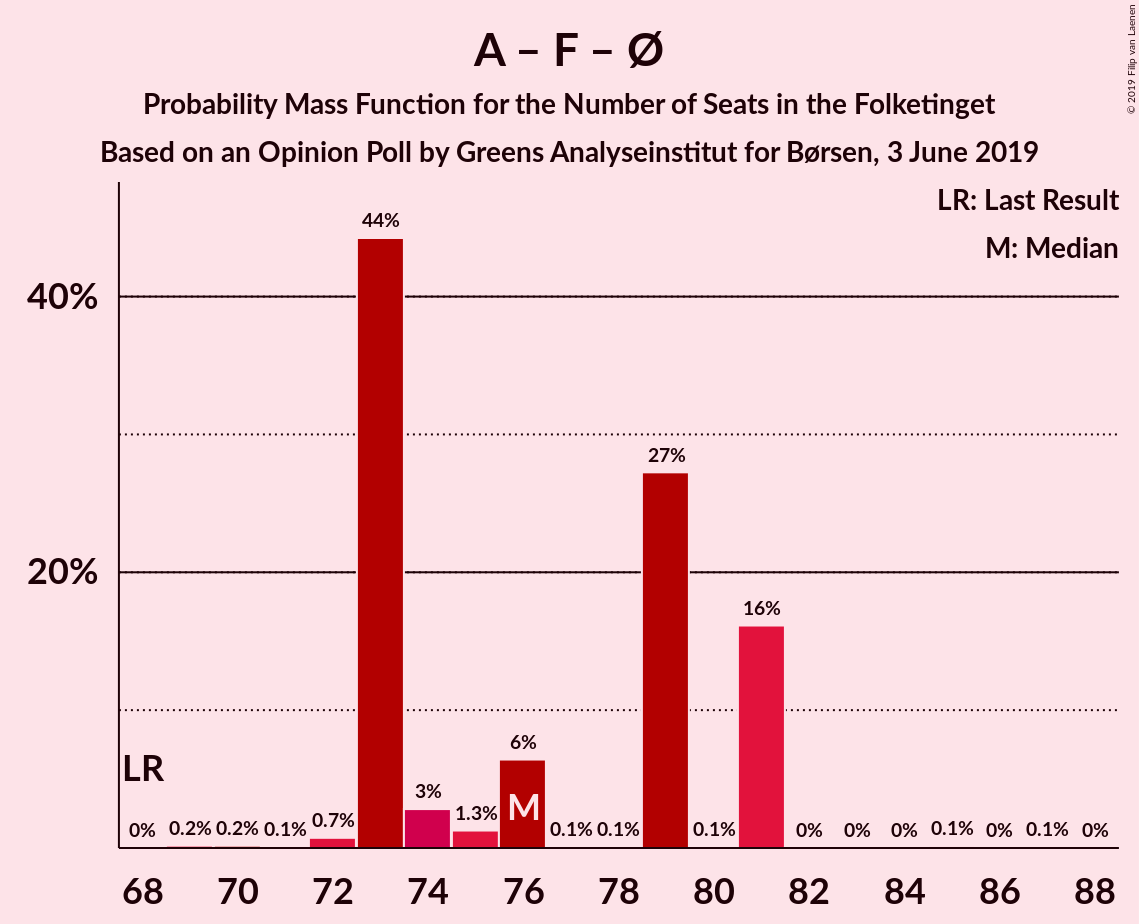 A – F – Ø
Probability Mass Function for the Number of Seats in the Folketinget
Based on an Opinion Poll by Greens Analyseinstitut for Børsen, 3 June 2019
© 2019 Filip van Laenen
LR: Last Result
M: Median
40%
20%
44%
27%
16%
6%
3%
LR
M
0% 0.2% 0.2% 0.1% 0.7% 1.3% 0.1% 0.1% 0.1% 0% 0% 0% 0.1% 0% 0.1% 0%
68 70 72 74 76 78 80 82 84 86 88